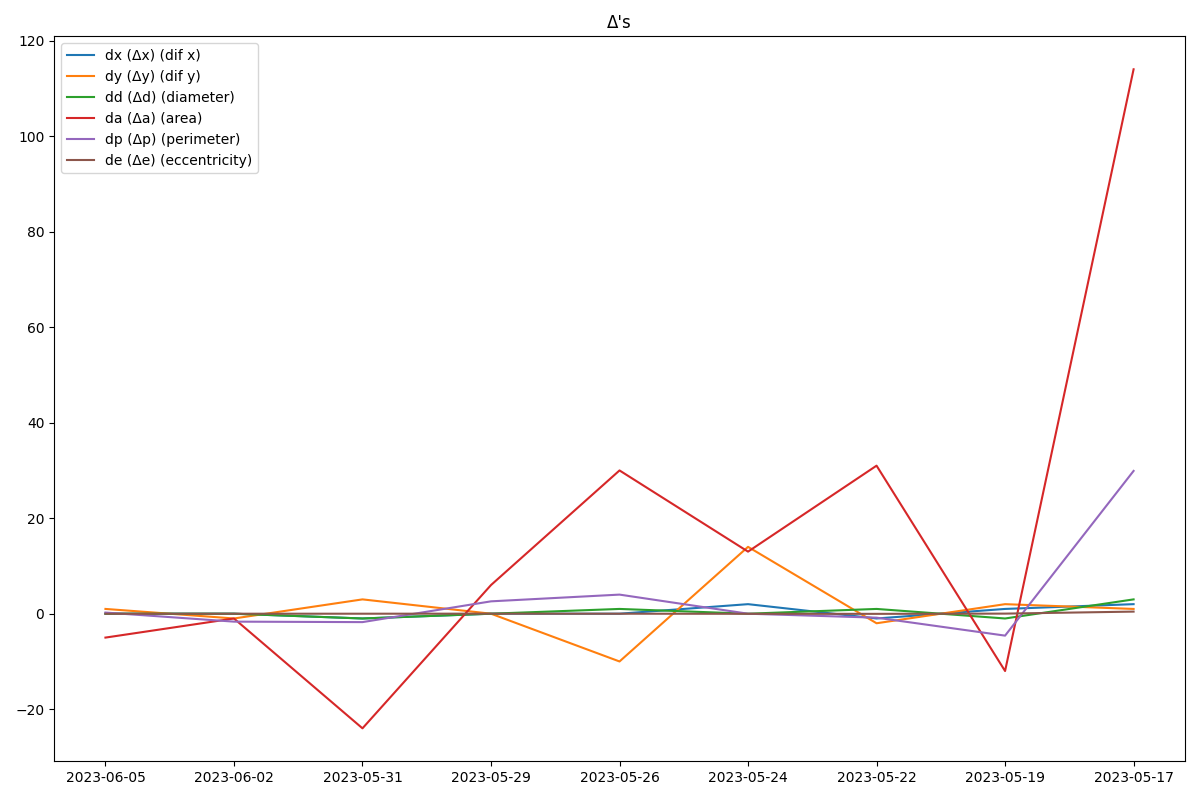 Δ's
dx (Δx) (dif x)
dy (Δy) (dif y)
dd (Δd) (diameter)
da (Δa) (area)
dp (Δp) (perimeter)
de (Δe) (eccentricity)
120
100
80
60
40
20
0
−20
2023-06-05 2023-06-02 2023-05-31 2023-05-29 2023-05-26 2023-05-24 2023-05-22 2023-05-19 2023-05-17